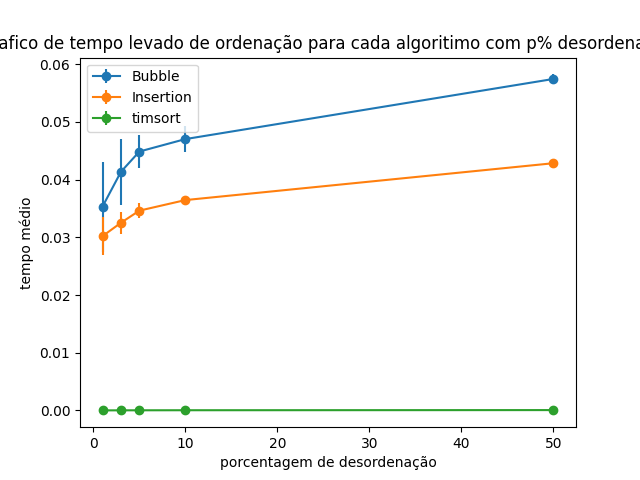 afico de tempo levado de ordenação para cada algoritimo com p% desordena
Bubble
Insertion
timsort
tempo médio
0.06
0.05
0.04
0.03
0.02
0.01
0.00
0
10
20
30
40
50
porcentagem de desordenação